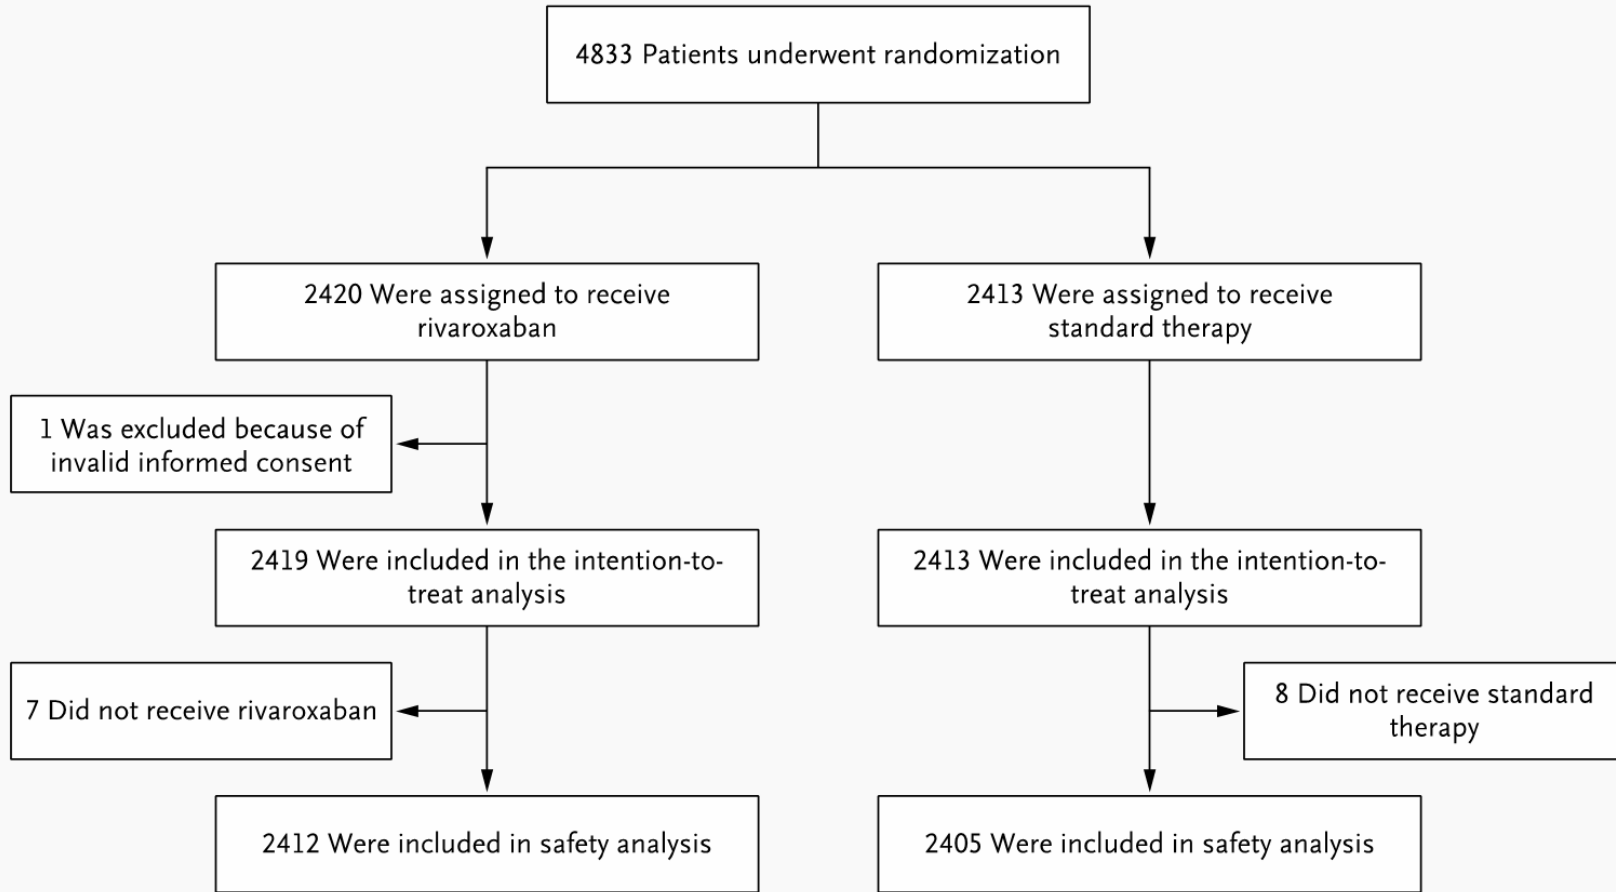 4833 Patients underwent randomization
2420 Were assigned to receive
rivaroxaban
2413 Were assigned to receive
standard therapy
1 Was excluded because of
invalid informed consent
2419 Were included in the intention-to-
treat analysis
2413 Were included in the intention-to-
treat analysis
7 Did not receive rivaroxaban
8 Did not receive standard
therapy
2412 Were included in safety analysis
2405 Were included in safety analysis